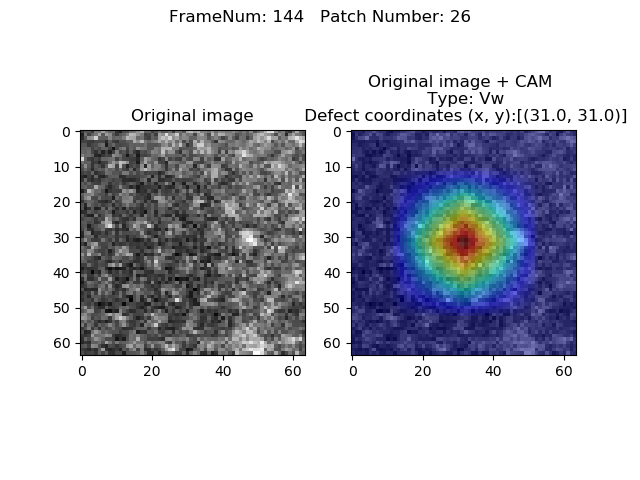 FrameNum: 144   Patch Number: 26
Original image
Original image + CAM
Type: Vw
Defect coordinates (x, y):[(31.0, 31.0)]
0
10
20
30
40
50
60
0 20 40 60
0
10
20
30
40
50
60
0 20 40 60